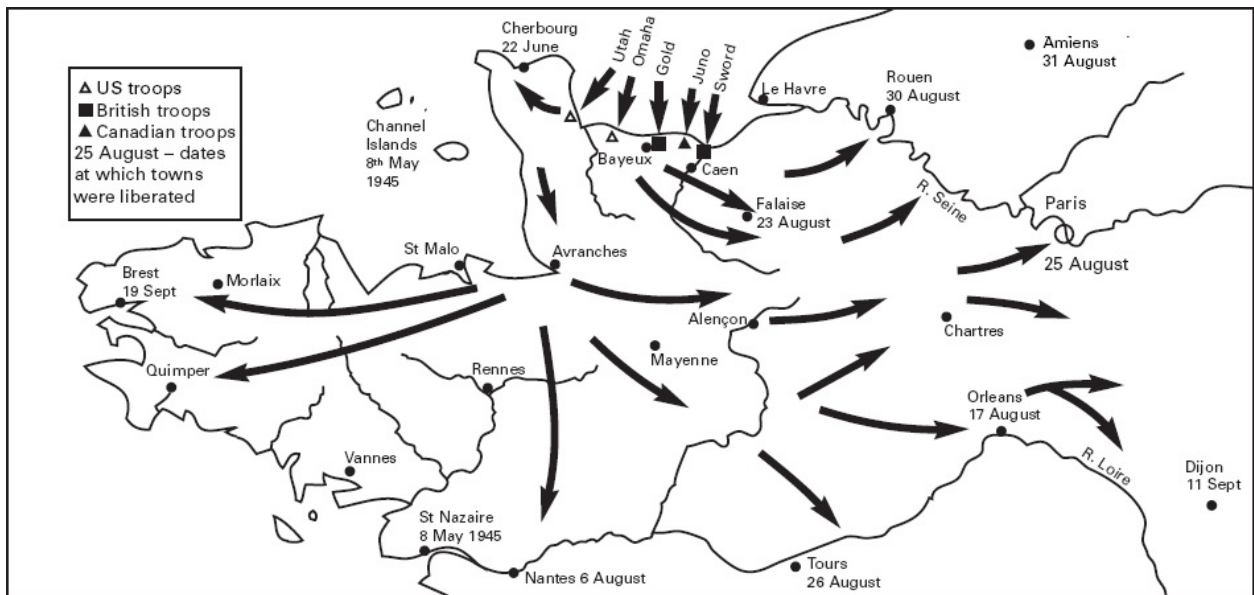 US troops
British troops
Canadian troops
25 August – dates
at which towns
were liberated
Cherbourg
22 June
Utah
Omaha
Gold
Juno
Sword
Le Havre
Rouen
30 August
Amiens
31 August
Channel
Islands
8th May
1945
Bayeux
Caen
Falaise
23 August
R. Seine
Paris
25 August
St Malo
Avranches
Brest
19 Sept
Morlaix
Alençon
Chartres
Mayenne
Quimper
Rennes
Orleans
17 August
R. Loire
Vannes
Dijon
11 Sept
St Nazaire
8 May 1945
Nantes 6 August
Tours
26 August